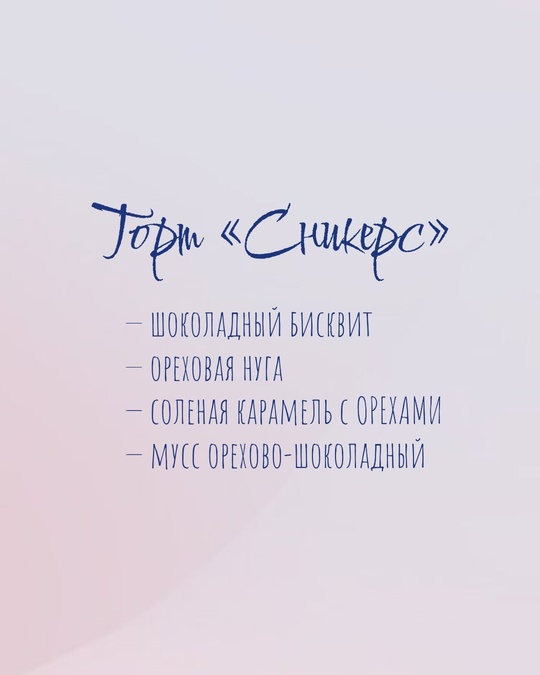 Торт «Сникерс»
— шоколадный бисквит
— ореховая нуга
— соленая карамель с ОРЕХАМИ
— мусс орехово-шоколадный